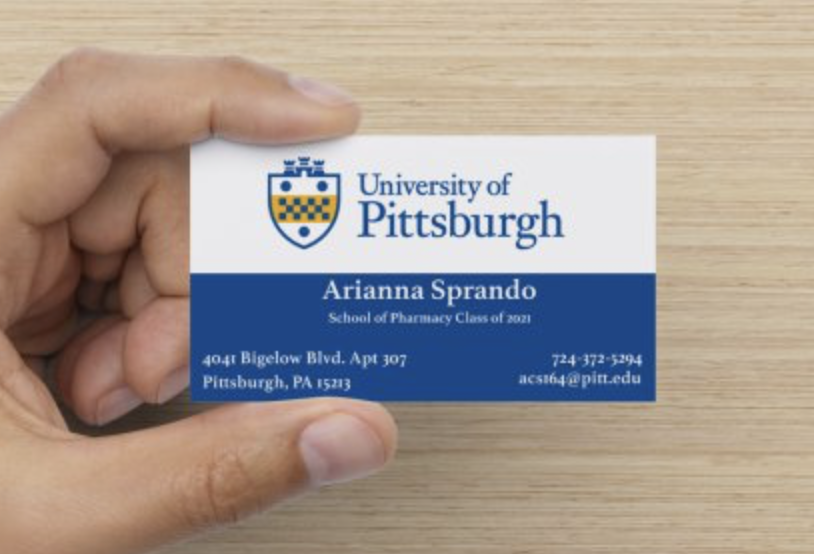 University of
Pittsburgh
Arianna Sprando
School of Pharmacy Class of 2021
4041 Bigelow Blvd. Apt 307
724-372-5294
Pittsburgh, PA 15213
acs164@pitt.edu